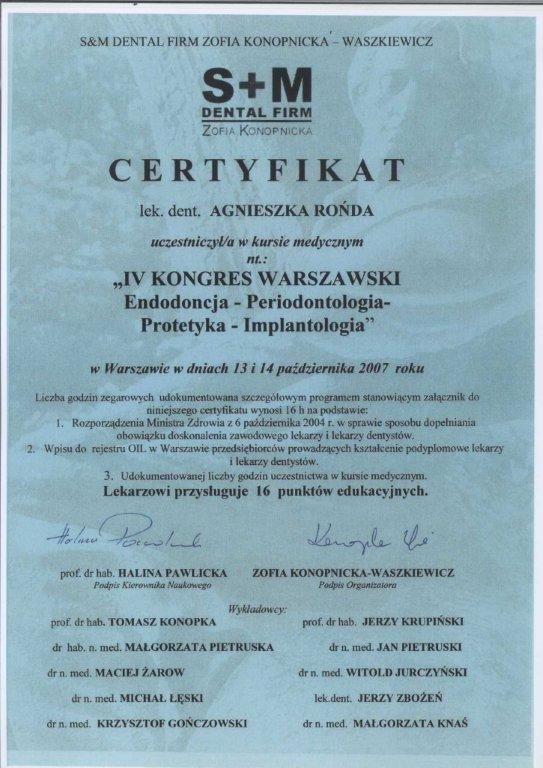 S&M DENTAL FIRM ZOFIA KONOPNICKA – WASZKIEWICZ
S+M
DENTAL FIRM
ZOFIA KONOPNICKA
CERTYFIKAT
lek. dent. AGNIESZKA ROŃDA
uczestniczył/a w kursie medycznym
nt.:
„IV KONGRES WARSZAWSKI
Endodoncja - Periodontologia-
Protetyka - Implantologia”
w Warszawie w dniach 13 i 14 października 2007 roku
Liczba godzin zegarowych udokumentowana szczegółowym programem stanowiącym załącznik do
niniejszego certyfikatu wynosi 16 h na podstawie:
1. Rozporządzenia Ministra Zdrowia z 6 października 2004 r. w sprawie sposobu dopełniania
obowiązku doskonalenia zawodowego lekarzy i lekarzy dentystów.
2. Wpisu do rejestru OIL w Warszawie przedsiębiorców prowadzących kształcenie podyplomowe lekarzy
i lekarzy dentystów.
3. Udokumentowanej liczby godzin uczestnictwa w kursie medycznym.
Lekarzowi przysługuje 16 punktów edukacyjnych.
prof. dr hab. HALINA PAWLICKA ZOFIA KONOPNICKA-WASZKIEWICZ
Podpis Kierownika Naukowego Podpis Organizatora
Wykładowcy:
prof. dr hab. TOMASZ KONOPKA prof. dr hab. JERZY KRUPIŃSKI
dr hab. n. med. MAŁGORZATA PIETRUSKA dr n. med. JAN PIETRUSKI
dr n. med. MACIEJ ŻAROW dr n. med. WITOLD JURCZYŃSKI
dr n. med. MICHAŁ ŁĘSKI lek.dent. JERZY ZBOŻEŃ
dr n. med. KRZYSZTOF GOŃCZOWSKI dr n. med. MAŁGORZATA KNAŚ